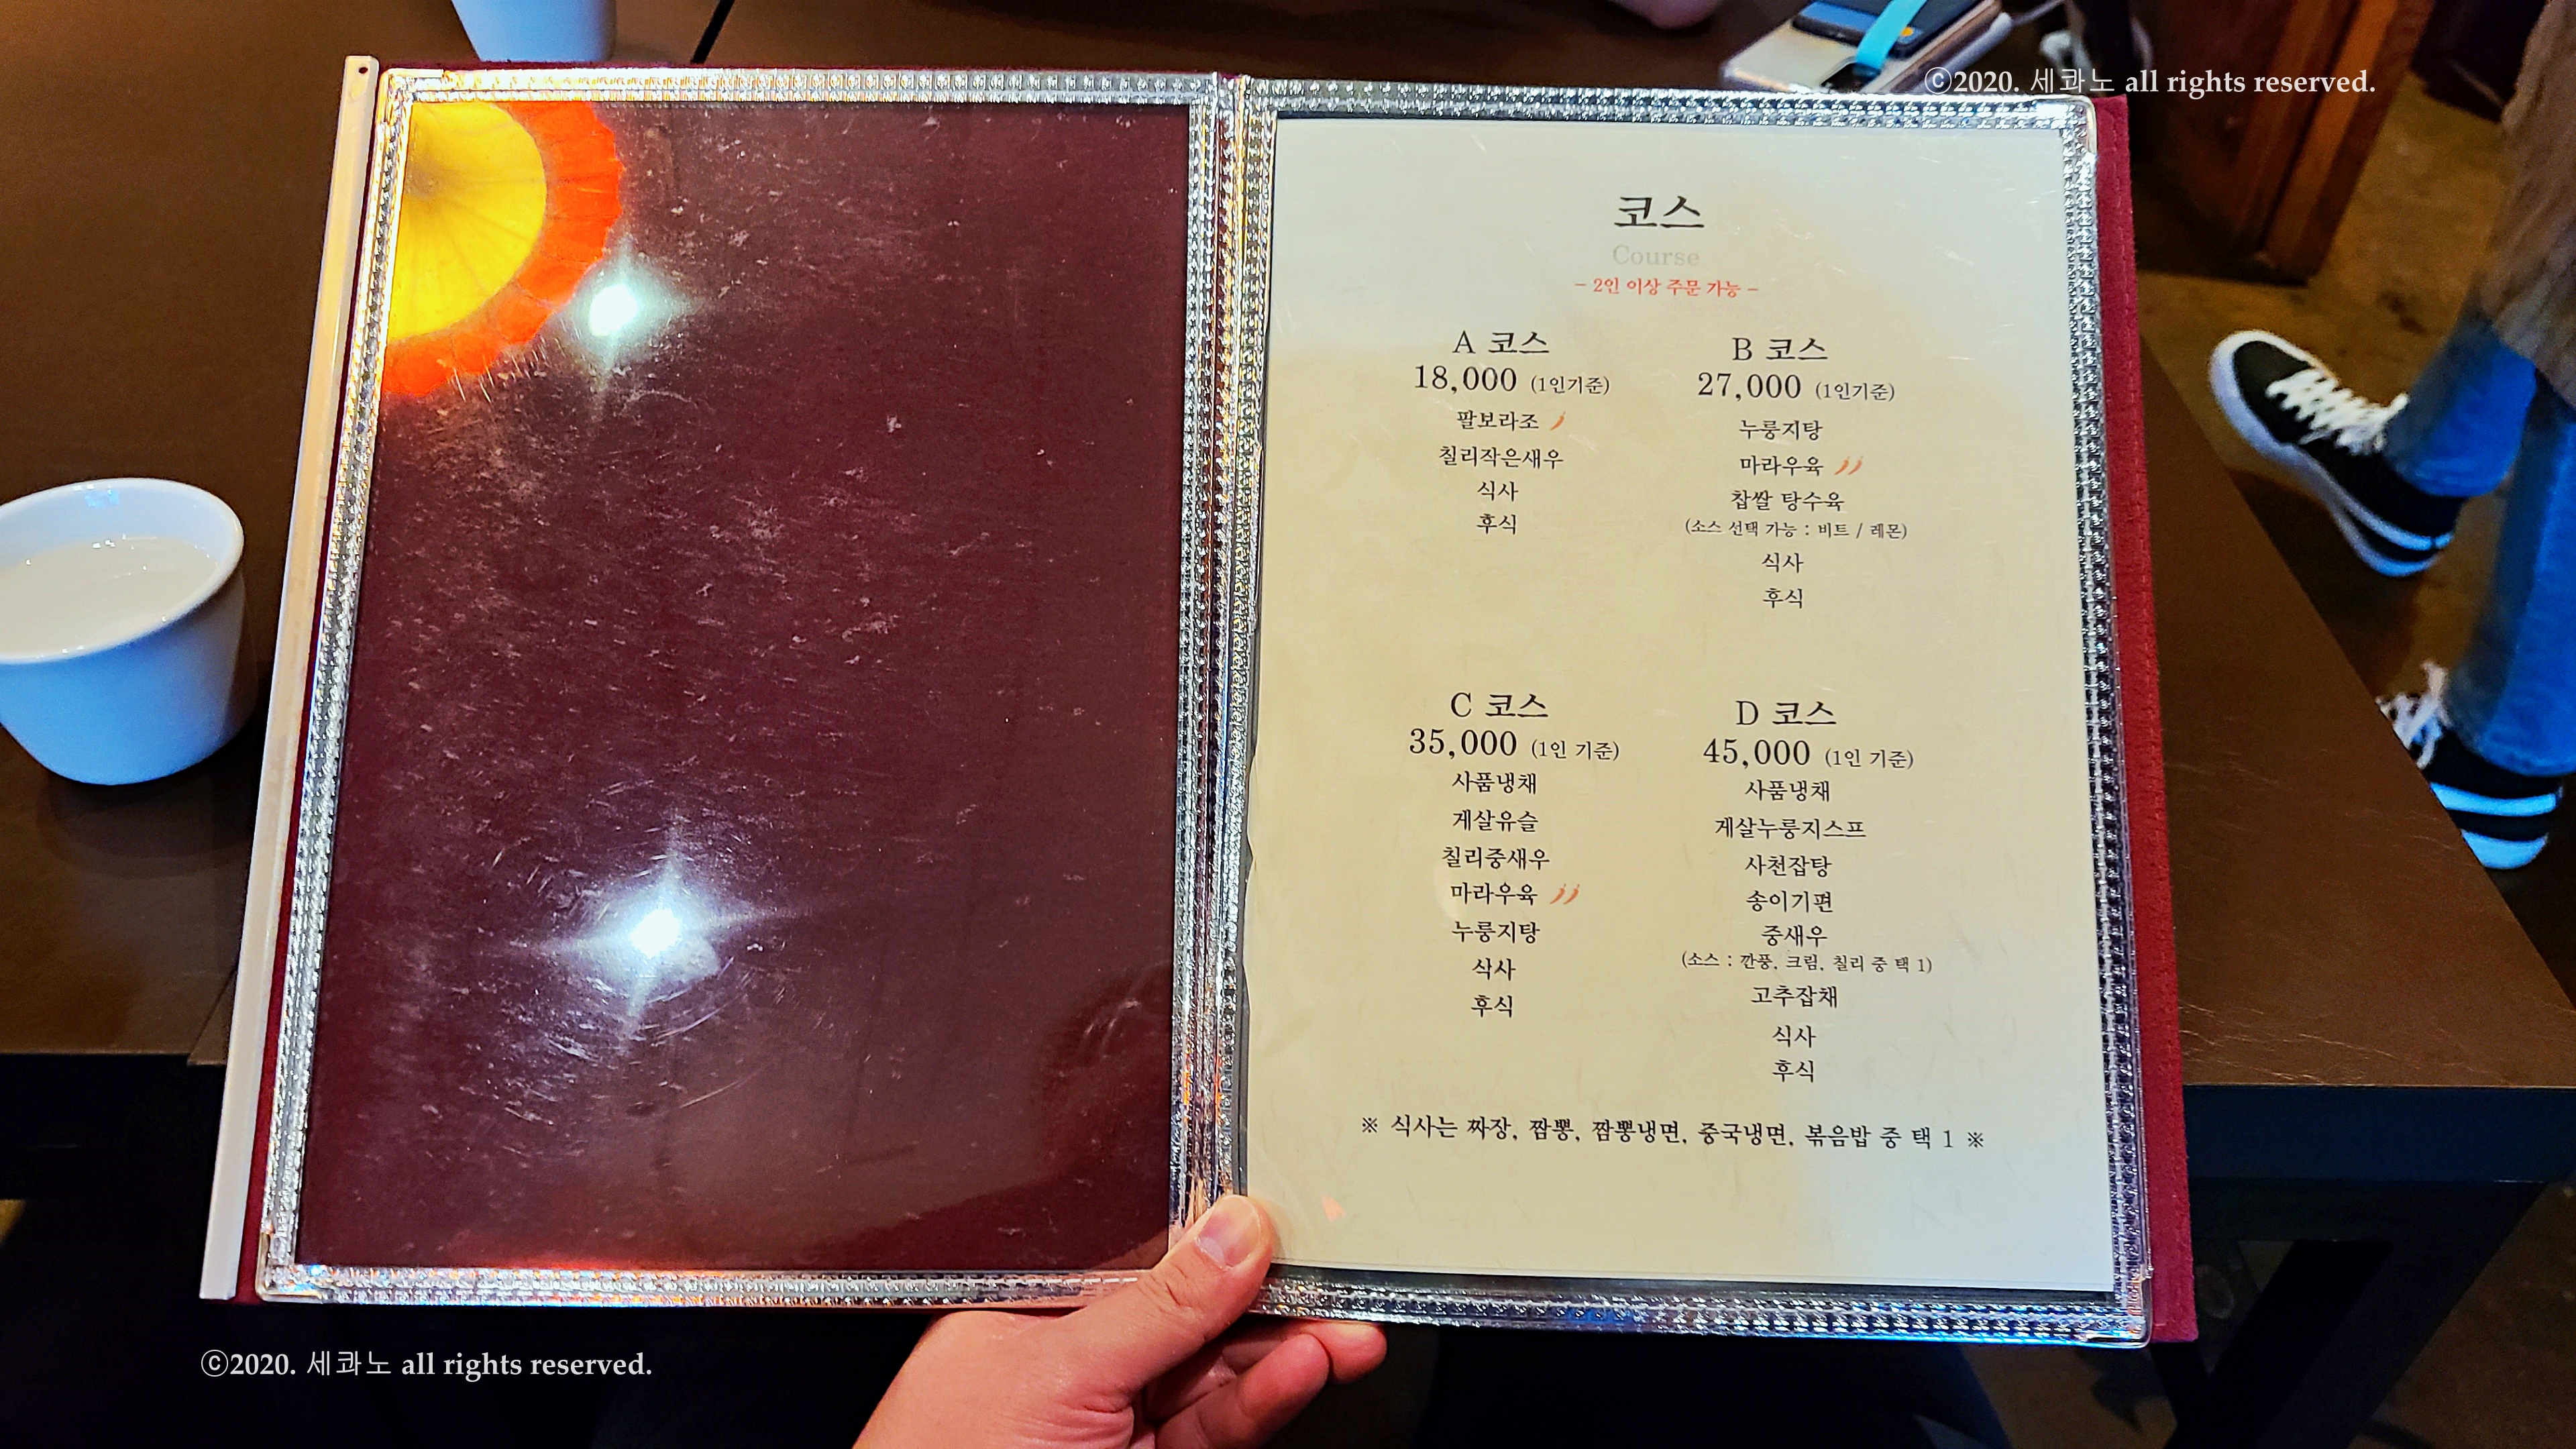 ⓒ2020. 세콰노 all rights reserved.
코스
Course
- 2인 이상 주문 가능 -
A 코스
18,000 (1인기준)
팔보라조
칠리작은새우
식사
후식
B 코스
27,000 (1인기준)
누룽지탕
마라우육
찹쌀 탕수육
(소스 선택 가능 : 비트 / 레몬)
식사
후식
C 코스
35,000 (1인 기준)
사품냉채
게살유슬
칠리중새우
마라우육
누룽지탕
식사
후식
D 코스
45,000 (1인 기준)
사품냉채
게살누룽지스프
사천잡탕
송이기편
중새우
(소스 : 깐풍, 크림, 칠리 중 택 1)
고추잡채
식사
후식
※ 식사는 짜장, 짬뽕, 짬뽕냉면, 중국냉면, 볶음밥 중 택 1 ※
ⓒ2020. 세콰노 all rights reserved.